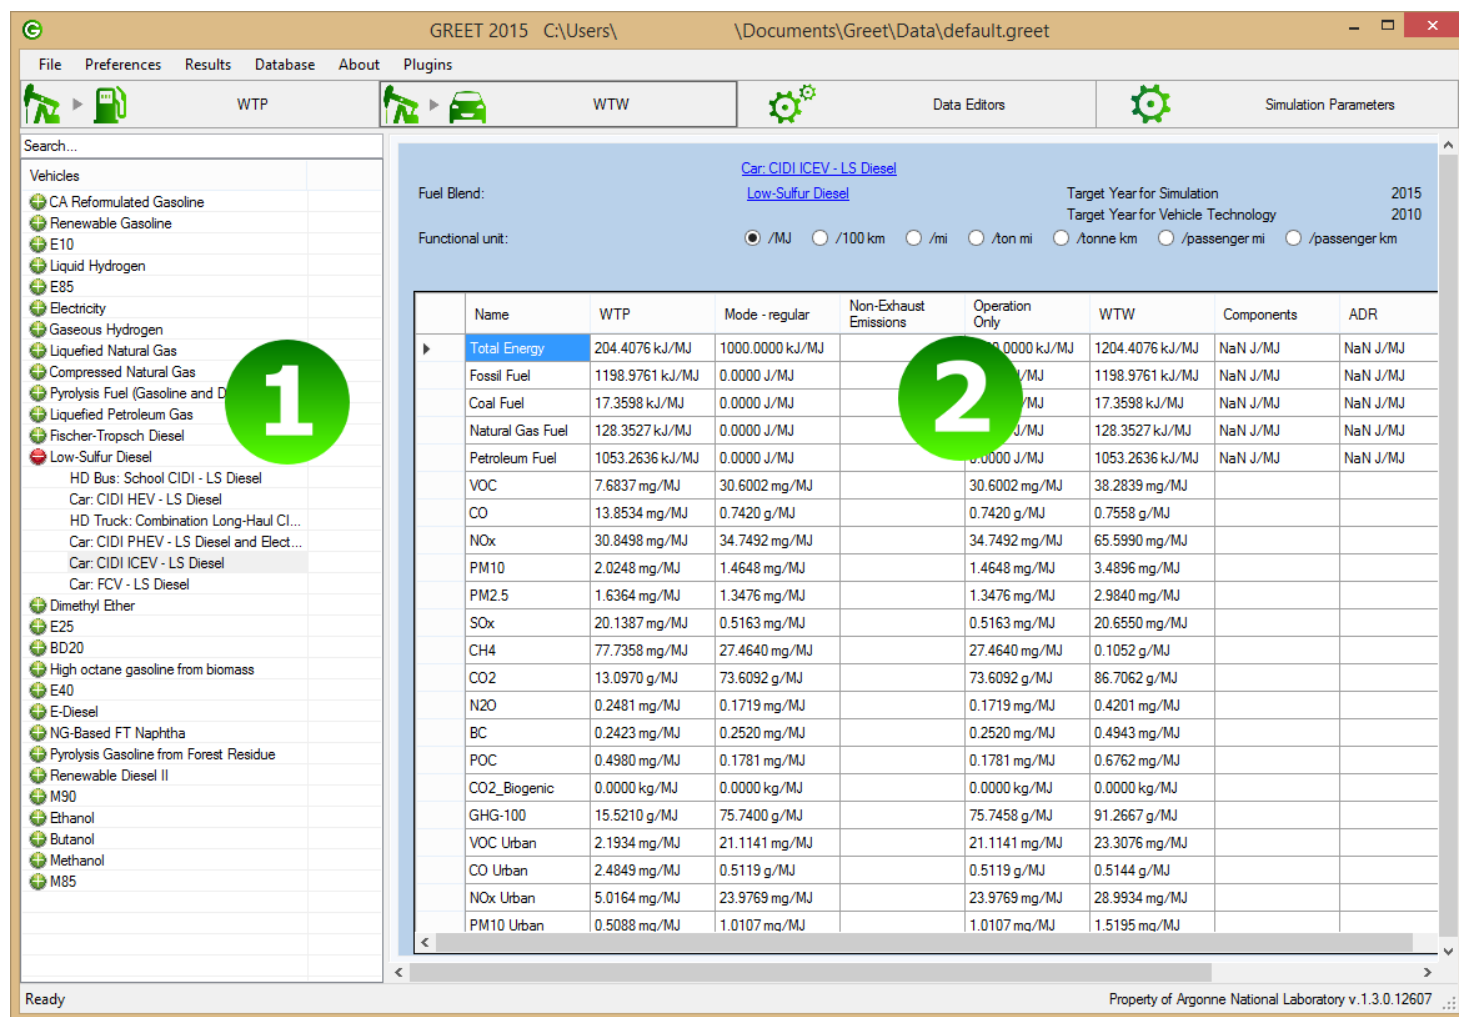 GREET 2015 C:\Users\ \Documents\Greet\Data\default.greet
File Preferences Results Database About Plugins
WTP WTW Data Editors Simulation Parameters
Search...
Vehicles
CA Reformulated Gasoline
Renewable Gasoline
E10
Liquid Hydrogen
E85
Electricity
Gaseous Hydrogen
Liquefied Natural Gas
Compressed Natural Gas
Pyrolysis Fuel (Gasoline and D
Liquefied Petroleum Gas
Fischer-Tropsch Diesel
Low-Sulfur Diesel
HD Bus: School CIDI - LS Diesel
Car: CIDI HEV - LS Diesel
HD Truck: Combination Long-Haul CI...
Car: CIDI PHEV - LS Diesel and Elect...
Car: CIDI ICEV - LS Diesel
Car: FCV - LS Diesel
Dimethyl Ether
E25
BD20
High octane gasoline from biomass
E40
E-Diesel
NG-Based FT Naphtha
Pyrolysis Gasoline from Forest Residue
Renewable Diesel II
M90
Ethanol
Butanol
Methanol
M85
1
Car: CIDI ICEV - LS Diesel
Fuel Blend: Low-Sulfur Diesel Target Year for Simulation 2015
Target Year for Vehicle Technology 2010
Functional unit: /MJ /100 km /mi /ton mi /tonne km /passenger mi /passenger km
Name WTP Mode - regular Non-Exhaust Emissions Operation Only WTW Components ADR
Total Energy 204.4076 kJ/MJ 1000.0000 kJ/MJ 0000 kJ/MJ 1204.4076 kJ/MJ NaN J/MJ NaN J/MJ
Fossil Fuel 1198.9761 kJ/MJ 0.0000 J/MJ /MJ 1198.9761 kJ/MJ NaN J/MJ NaN J/MJ
Coal Fuel 17.3598 kJ/MJ 0.0000 J/MJ /MJ 17.3598 kJ/MJ NaN J/MJ NaN J/MJ
Natural Gas Fuel 128.3527 kJ/MJ 0.0000 J/MJ J/MJ 128.3527 kJ/MJ NaN J/MJ NaN J/MJ
Petroleum Fuel 1053.2636 kJ/MJ 0.0000 J/MJ 0.0000 J/MJ 1053.2636 kJ/MJ NaN J/MJ NaN J/MJ
VOC 7.6837 mg/MJ 30.6002 mg/MJ 30.6002 mg/MJ 38.2839 mg/MJ
CO 13.8534 mg/MJ 0.7420 g/MJ 0.7420 g/MJ 0.7558 g/MJ
NOx 30.8498 mg/MJ 34.7492 mg/MJ 34.7492 mg/MJ 65.5990 mg/MJ
PM10 2.0248 mg/MJ 1.4648 mg/MJ 1.4648 mg/MJ 3.4896 mg/MJ
PM2.5 1.6364 mg/MJ 1.3476 mg/MJ 1.3476 mg/MJ 2.9840 mg/MJ
SOx 20.1387 mg/MJ 0.5163 mg/MJ 0.5163 mg/MJ 20.6550 mg/MJ
CH4 77.7358 mg/MJ 27.4640 mg/MJ 27.4640 mg/MJ 0.1052 g/MJ
CO2 13.0970 g/MJ 73.6092 g/MJ 73.6092 g/MJ 86.7062 g/MJ
N2O 0.2481 mg/MJ 0.1719 mg/MJ 0.1719 mg/MJ 0.4201 mg/MJ
BC 0.2423 mg/MJ 0.2520 mg/MJ 0.2520 mg/MJ 0.4943 mg/MJ
POC 0.4980 mg/MJ 0.1781 mg/MJ 0.1781 mg/MJ 0.6762 mg/MJ
CO2_Biogenic 0.0000 kg/MJ 0.0000 kg/MJ 0.0000 kg/MJ 0.0000 kg/MJ
GHG-100 15.5210 g/MJ 75.7400 g/MJ 75.7458 g/MJ 91.2667 g/MJ
VOC Urban 2.1934 mg/MJ 21.1141 mg/MJ 21.1141 mg/MJ 23.3076 mg/MJ
CO Urban 2.4849 mg/MJ 0.5119 g/MJ 0.5119 g/MJ 0.5144 g/MJ
NOx Urban 5.0164 mg/MJ 23.9769 mg/MJ 23.9769 mg/MJ 28.9934 mg/MJ
PM10 Urban 0.5088 mg/MJ 1.0107 mg/MJ 1.0107 mg/MJ 1.5195 mg/MJ
2
Ready Property of Argonne National Laboratory v.1.3.0.12607